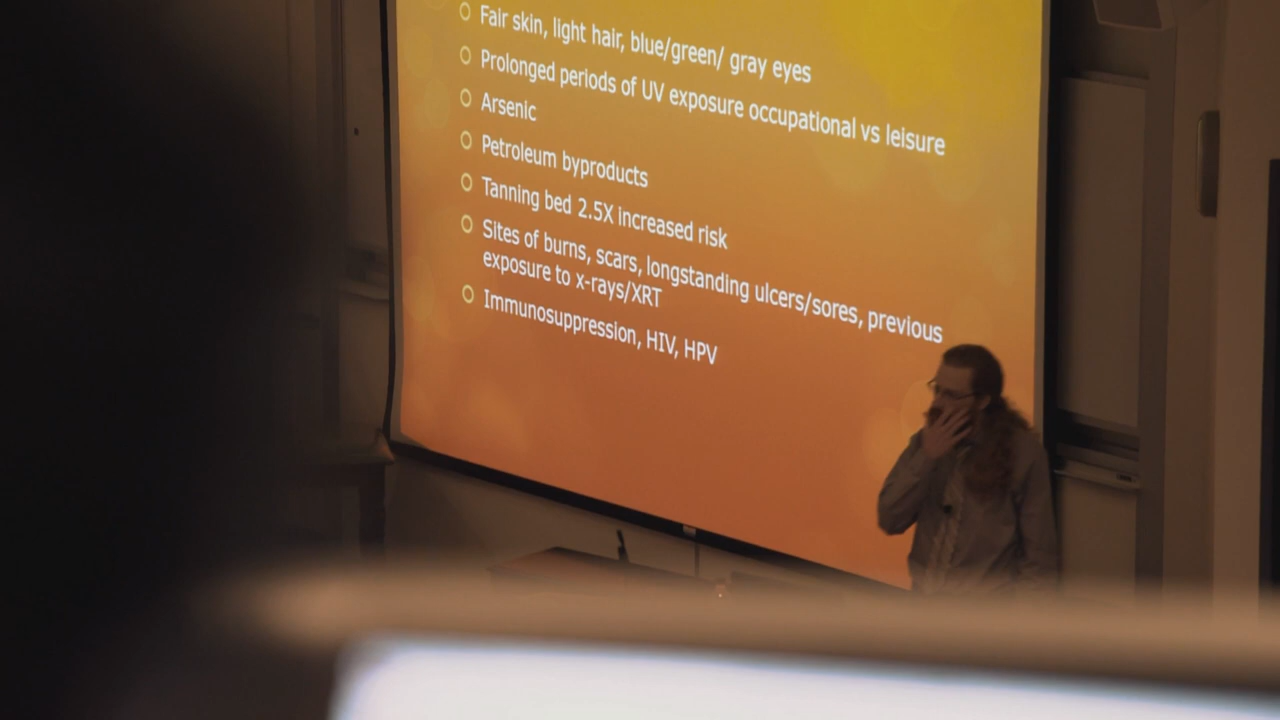 Fair skin, light hair, blue/green/ gray eyes
Prolonged periods of UV exposure occupational vs leisure
Arsenic
Petroleum byproducts
Tanning bed 2.5X increased risk
Sites of burns, scars, longstanding ulcers/sores, previous
exposure to x-rays/XRT
Immunosuppression, HIV, HPV